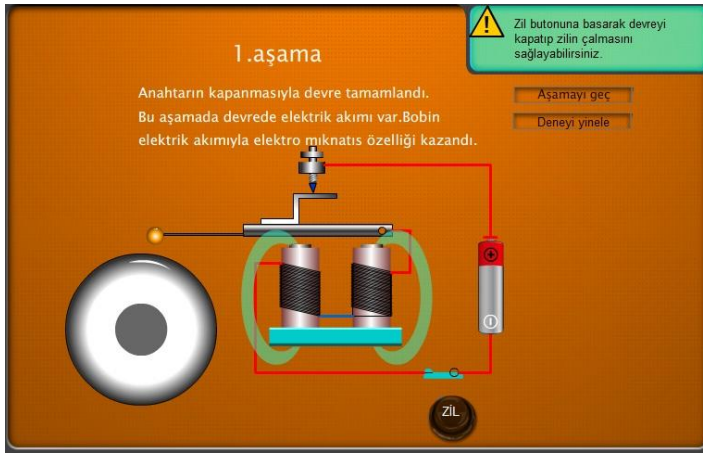 1.aşama
Zil butonuna basarak devreyi
kapatıp zilin çalmasını
sağlayabilirsiniz.
Anahtarın kapanmasıyla devre tamamlandı.
Bu aşamada devrede elektrik akımı var.Bobin
elektrik akımıyla elektro mıknatıs özelliği kazandı.
Aşamayı geç
Deneyi yinele
ZİL